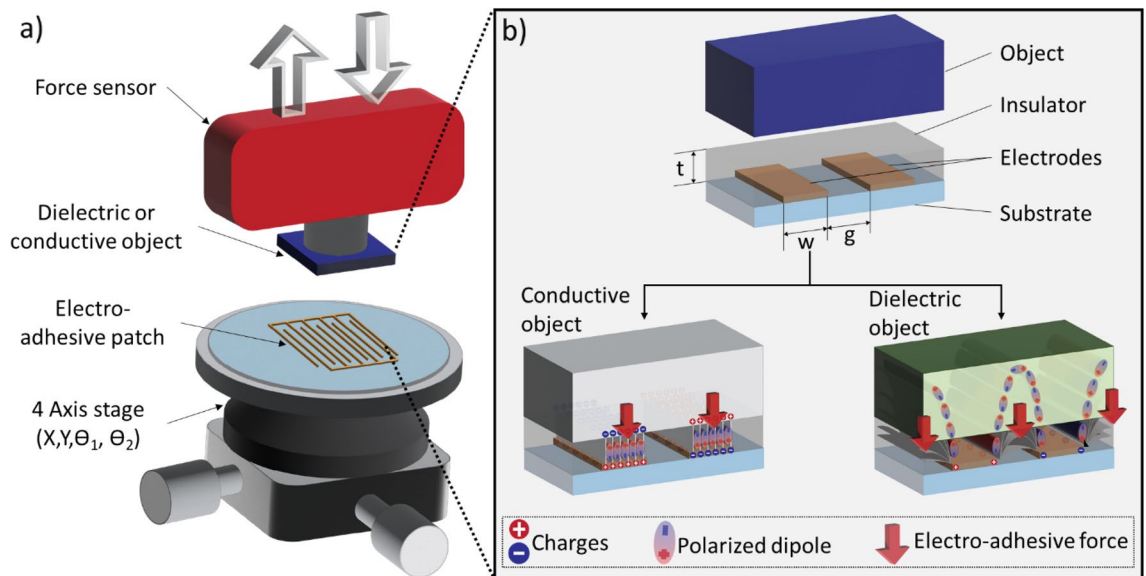 a)
Force sensor
Dielectric or
conductive object
Electro-
adhesive patch
4 Axis stage
(X,Y,Θ₁, Θ₂)
b)
Object
Insulator
Electrodes
Substrate
t
w
g
Conductive
object
Dielectric
object
Charges
Polarized dipole
Electro-adhesive force